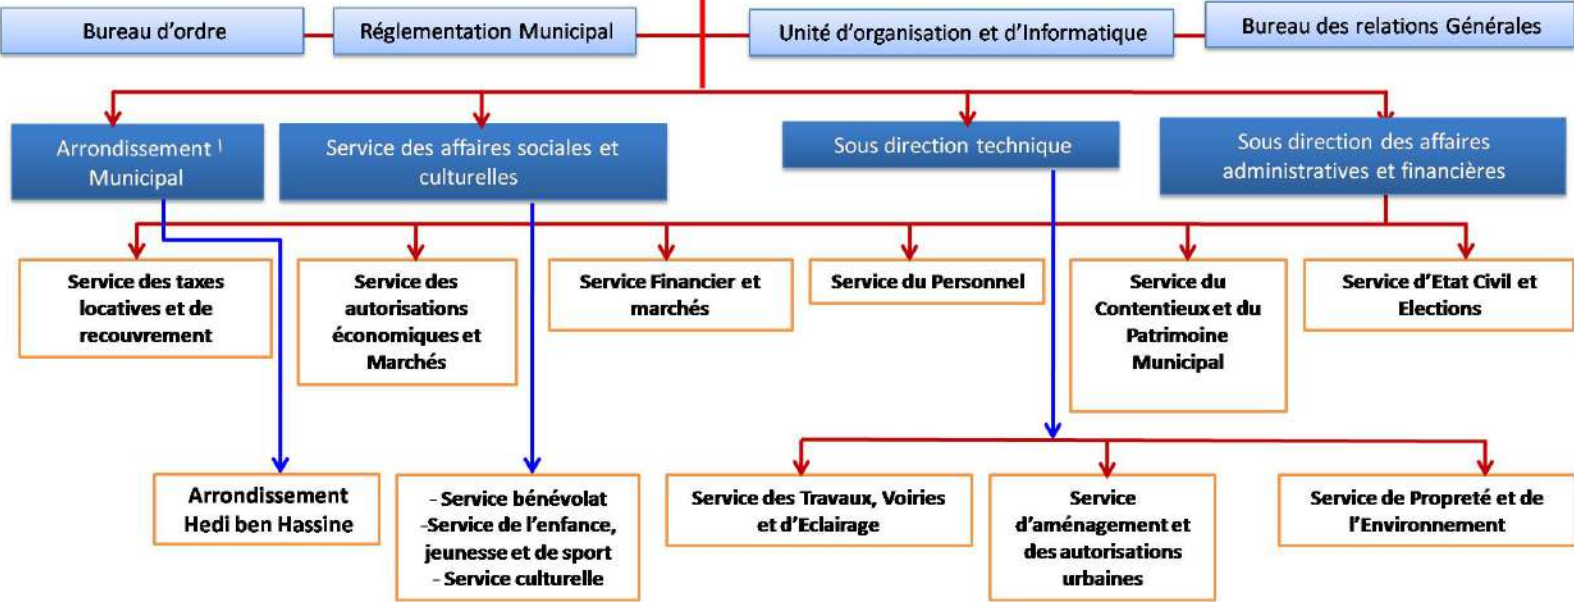 Bureau d'ordre
Réglementation Municipal
Unité d'organisation et d'Informatique
Bureau des relations Générales
Arrondissement
Municipal
Service des affaires sociales et
culturelles
Sous direction technique
Sous direction des affaires
administratives et financières
Service des taxes
locatives et de
recouvrement
Service des
autorisations
économiques et
Marchés
Service Financier et
marchés
Service du Personnel
Service du
Contentieux et du
Patrimoine
Municipal
Service d'Etat Civil et
Elections
Arrondissement
Hedi ben Hassine
- Service bénévolat
-Service de l'enfance,
jeunesse et de sport
- Service culturelle
Service des Travaux, Voiries
et d'Eclairage
Service
d'aménagement et
des autorisations
urbaines
Service de Propreté et de
l'Environnement